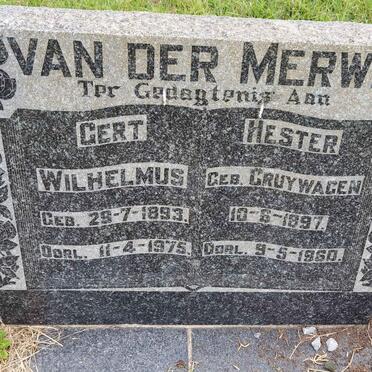 VAN DER MERW
Ter Gedagtenis Aan
GERT
WILHELMUS
GEB. 29-7-1893.
OORL. 11-4-1975.
HESTER
GEB. GRUYWAGEN
10-6-1897.
OORL. 9-5-1960.